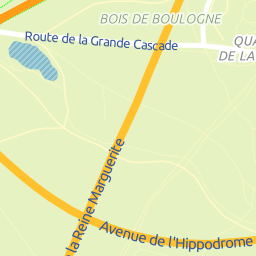 BOIS DE BOULOGNE
Route de la Grande Cascade
QUA
DE LA
la Reine Marguerite
Avenue de l'Hippodrome